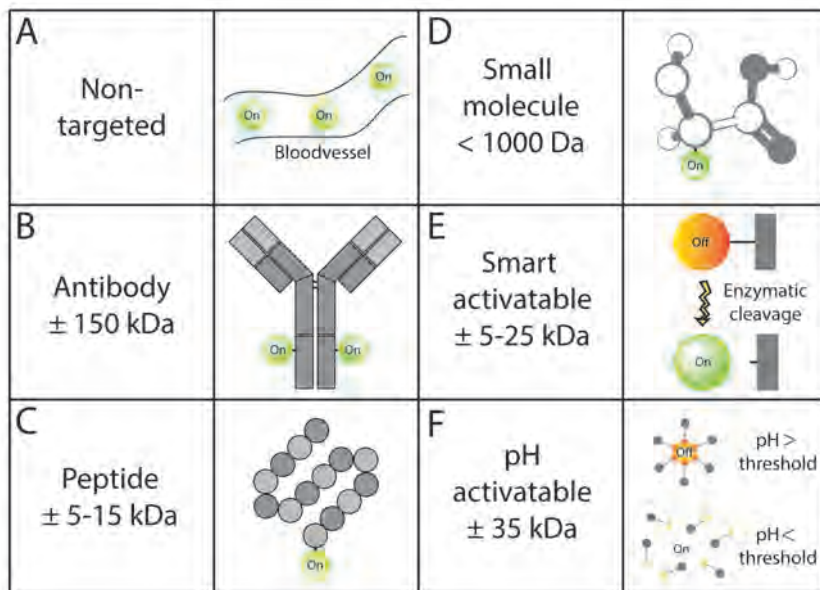 A
Non-
targeted
On
On
On
Bloodvessel
B
Antibody
± 150 kDa
On
On
C
Peptide
± 5-15 kDa
On
D
Small
molecule
< 1000 Da
On
E
Smart
activatable
± 5-25 kDa
Off
Enzymatic
cleavage
On
F
pH
activatable
± 35 kDa
Off
pH >
threshold
On
pH <
threshold